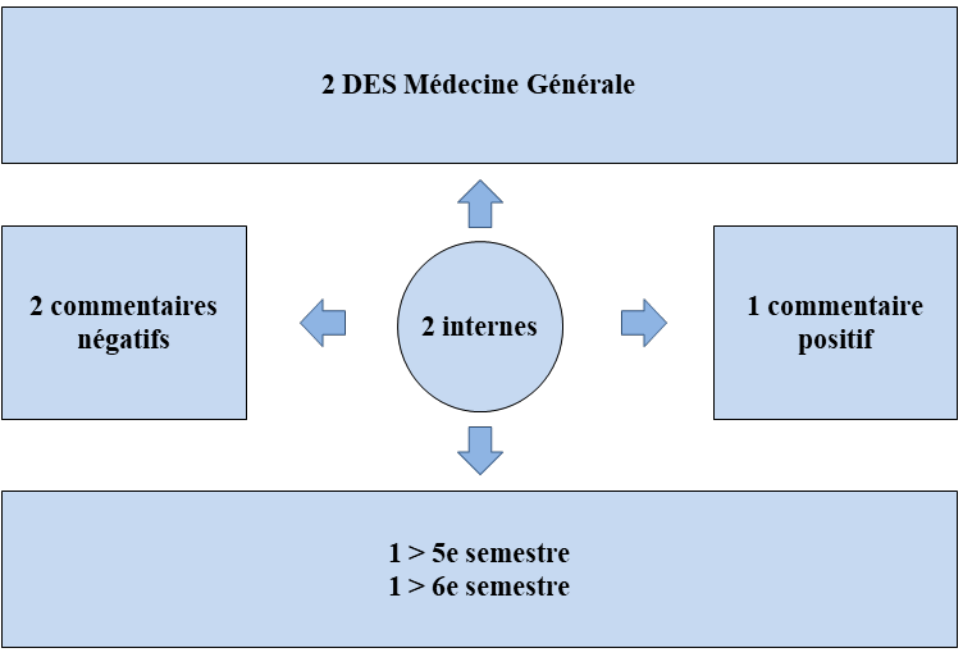 2 DES Médecine Générale
2 commentaires
négatifs
2 internes
1 commentaire
positif
1 > 5e semestre
1 > 6e semestre